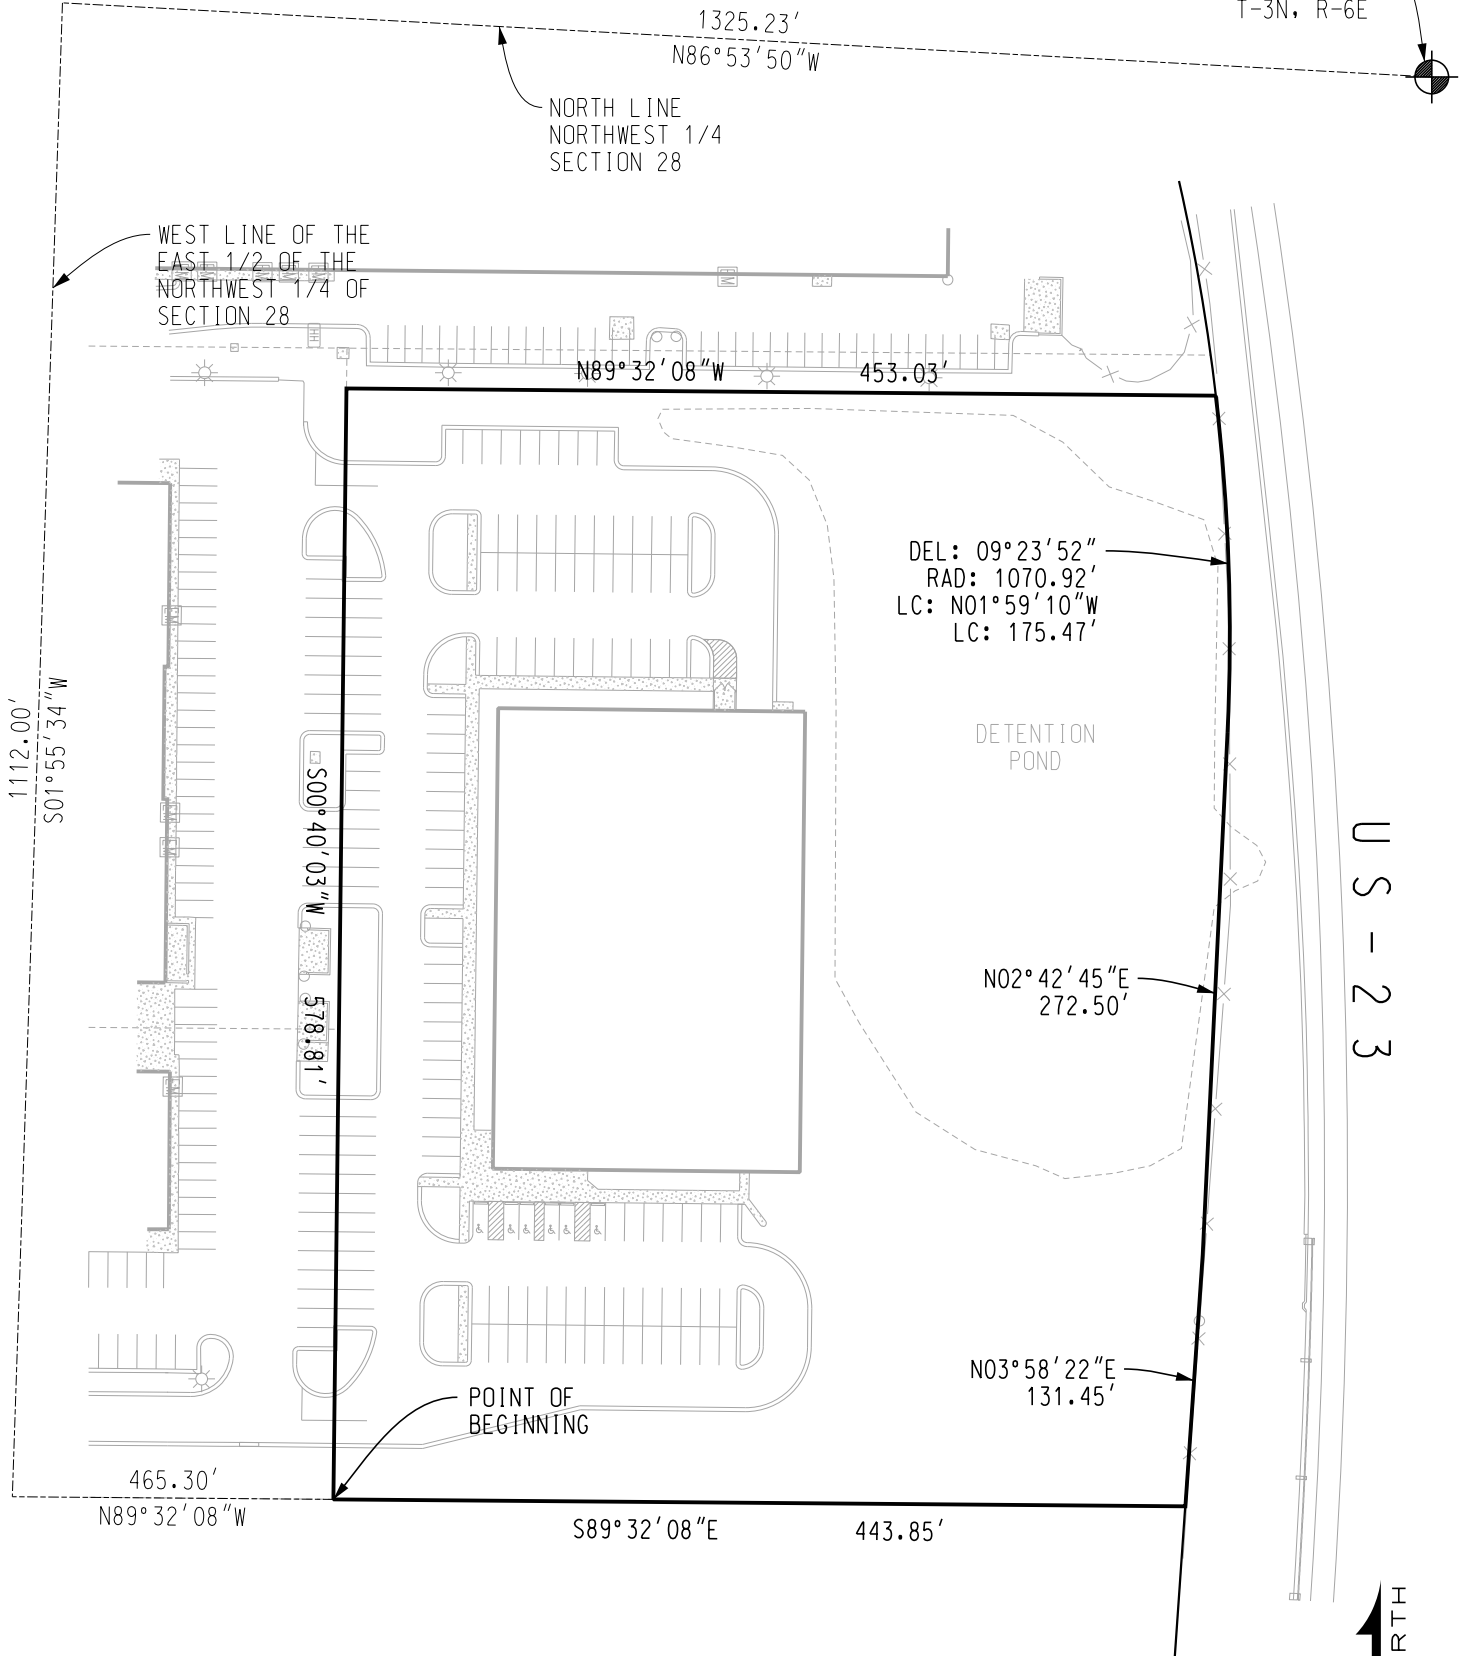 T-3N, R-6E
1325.23'
N86°53'50"W
NORTH LINE
NORTHWEST 1/4
SECTION 28
WEST LINE OF THE
EAST 1/2 OF THE
NORTHWEST 1/4 OF
SECTION 28
N89°32'08"W 453.03'
DEL: 09°23'52"
RAD: 1070.92'
LC: N01°59'10"W
LC: 175.47'
1112.00'
S01°55'34"W
DETENTION
POND
S00°40'03"W 578.81'
US-23
N02°42'45"E
272.50'
N03°58'22"E
131.45'
POINT OF
BEGINNING
465.30'
N89°32'08"W
S89°32'08"E 443.85'
RTH